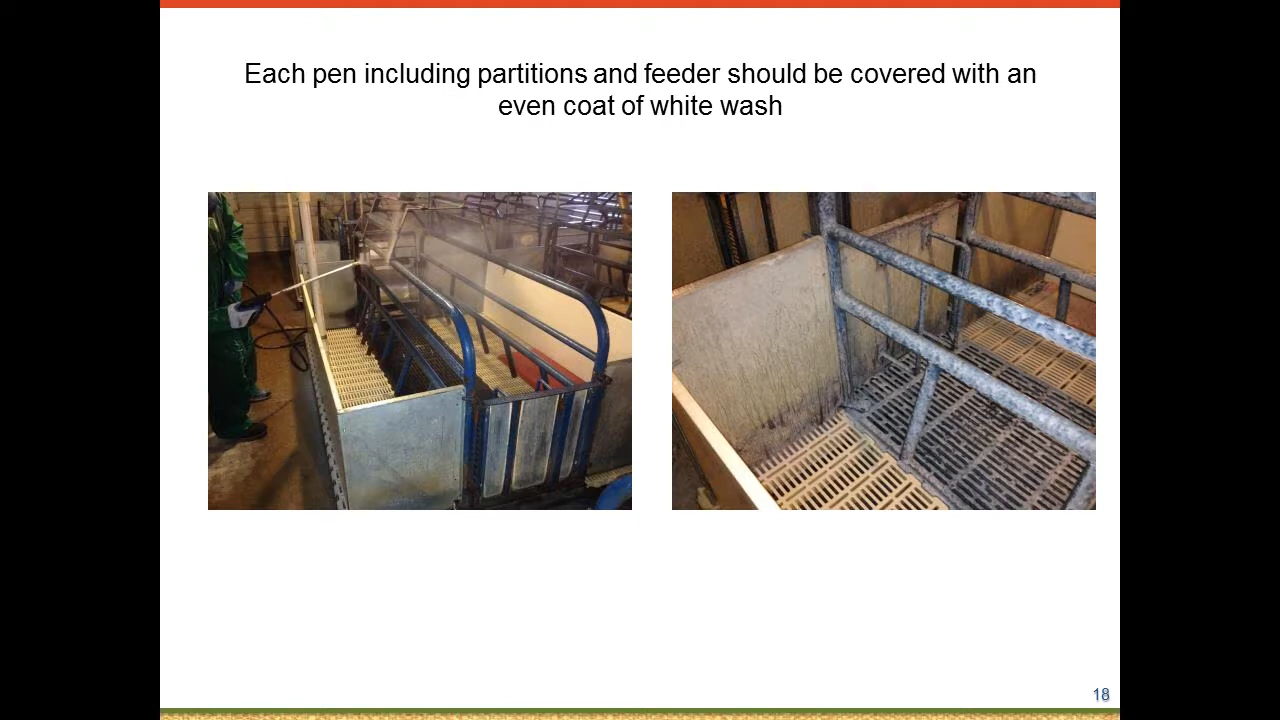 Each pen including partitions and feeder should be covered with an
even coat of white wash
18